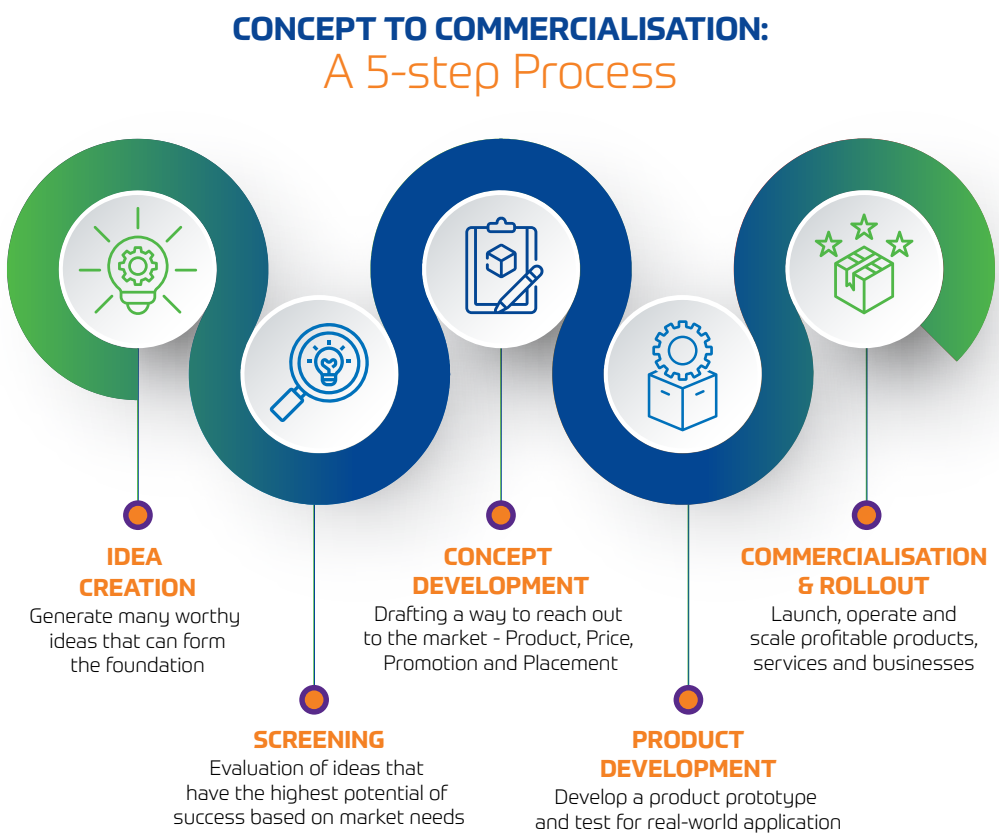 CONCEPT TO COMMERCIALISATION:
A 5-step Process
IDEA
CREATION
Generate many worthy
ideas that can form
the foundation
SCREENING
Evaluation of ideas that
have the highest potential of
success based on market needs
CONCEPT
DEVELOPMENT
Drafting a way to reach out
to the market - Product, Price,
Promotion and Placement
PRODUCT
DEVELOPMENT
Develop a product prototype
and test for real-world application
COMMERCIALISATION
& ROLLOUT
Launch, operate and
scale profitable products,
services and businesses